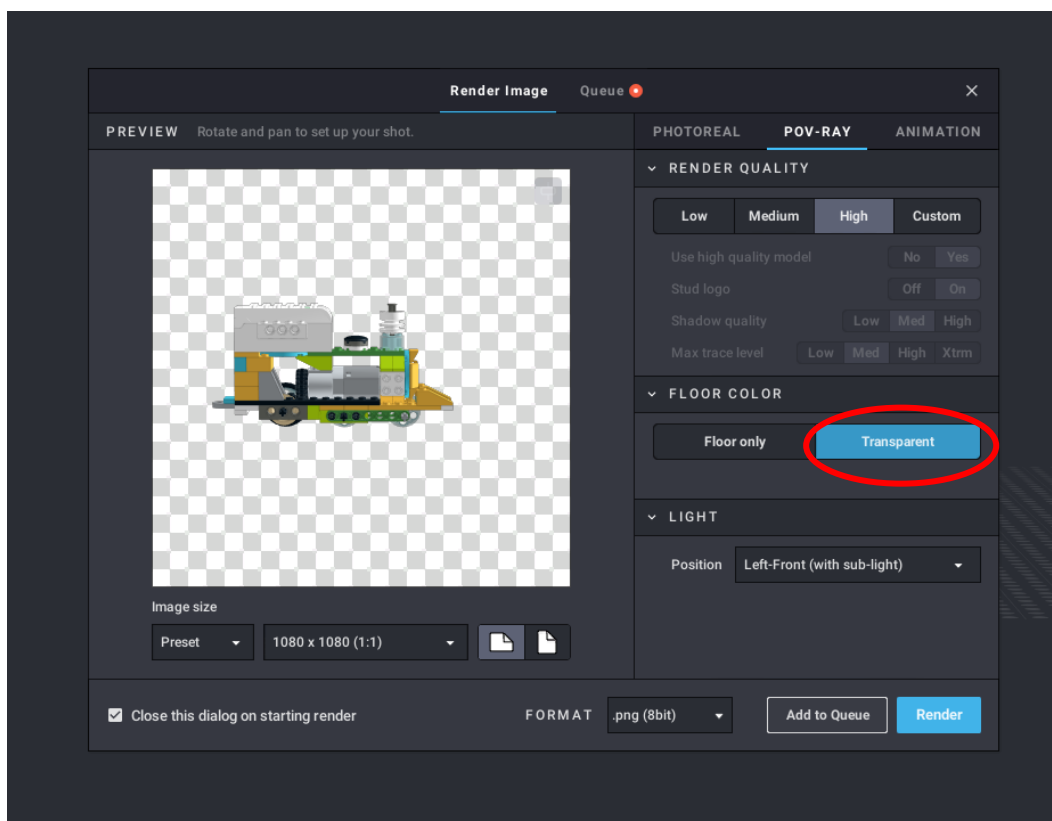 Render Image Queue
PREVIEW Rotate and pan to set up your shot.
PHOTOREAL POV-RAY ANIMATION
RENDER QUALITY
Low Medium High Custom
Use high quality model No Yes
Stud logo Off On
Shadow quality Low Med High
Max trace level Low Med High Xtrm
FLOOR COLOR
Floor only Transparent
LIGHT
Position Left-Front (with sub-light)
Image size
Preset 1080 x 1080 (1:1)
Close this dialog on starting render
FORMAT .png (8bit) Add to Queue Render